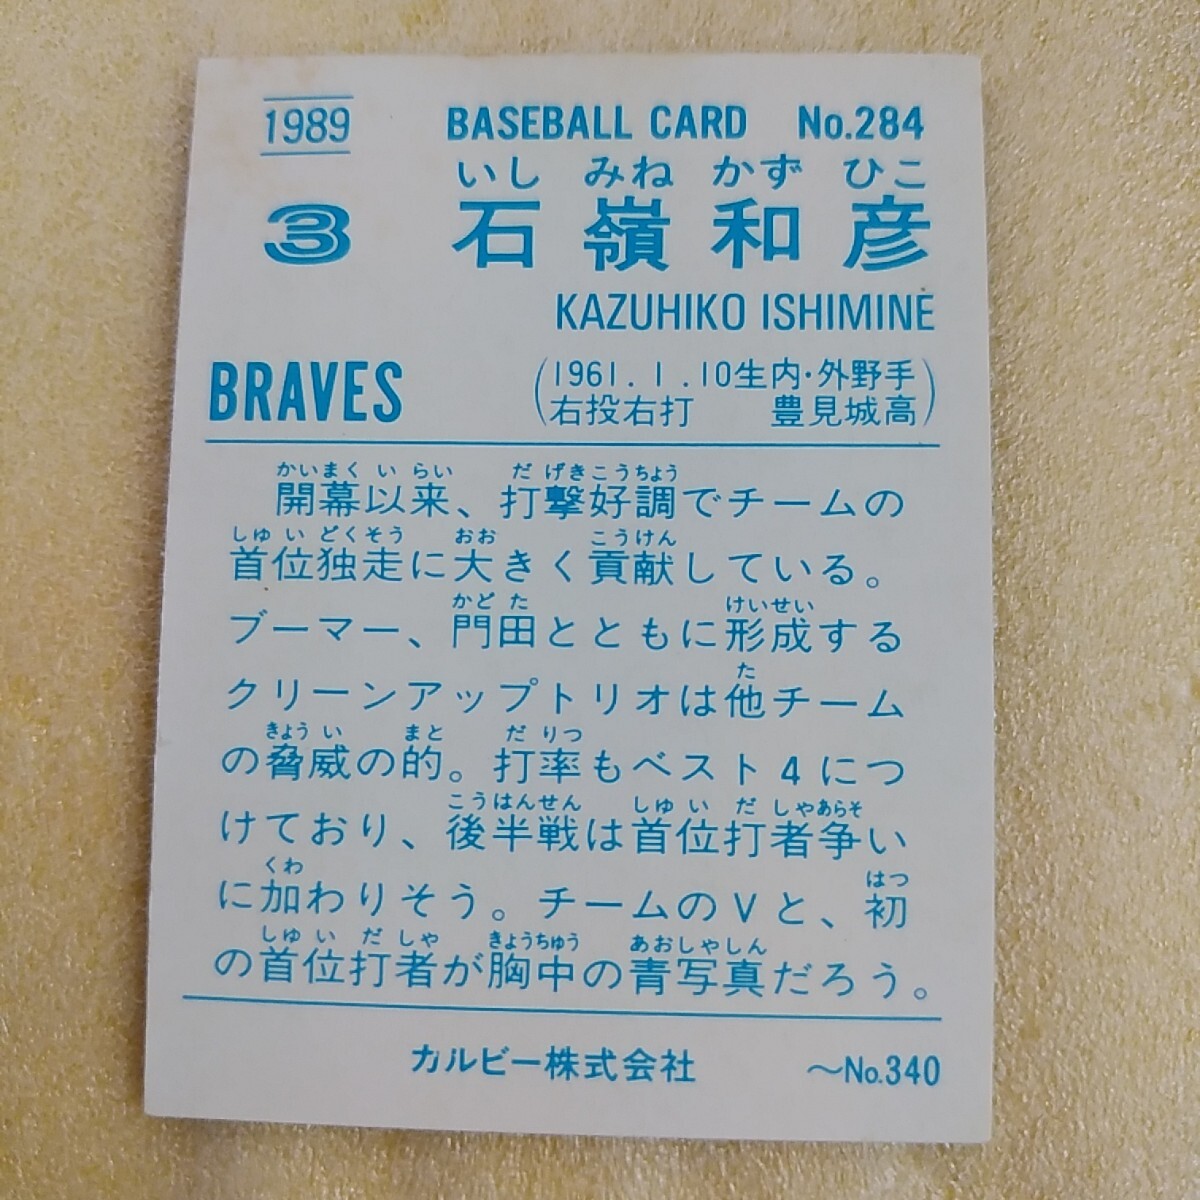 1989 BASEBALL CARD No.284
いし みね かず ひこ
3 石嶺和彦
KAZUHIKO ISHIMINE
BRAVES (1961.1.10生内・外野手
右投右打 豊見城高)
かいまく い らい だ げきこうちょう
開幕以来、打撃好調でチームの
しゅ い どくそう おお こうけん
首位独走に大きく貢献している。
かど た けいせい
ブーマー、門田とともに形成する
た
クリーンアップトリオは他チーム
きょう い まと だ りつ
の脅威の的。打率もベスト4につ
こうはんせん しゅ い だ しゃあらそ
けており、後半戦は首位打者争い
くわ はつ
に加わりそう。チームのVと、初
しゅ い だ しゃ きょうちゅう あおしゃしん
の首位打者が胸中の青写真だろう。
カルビー株式会社 〜No.340